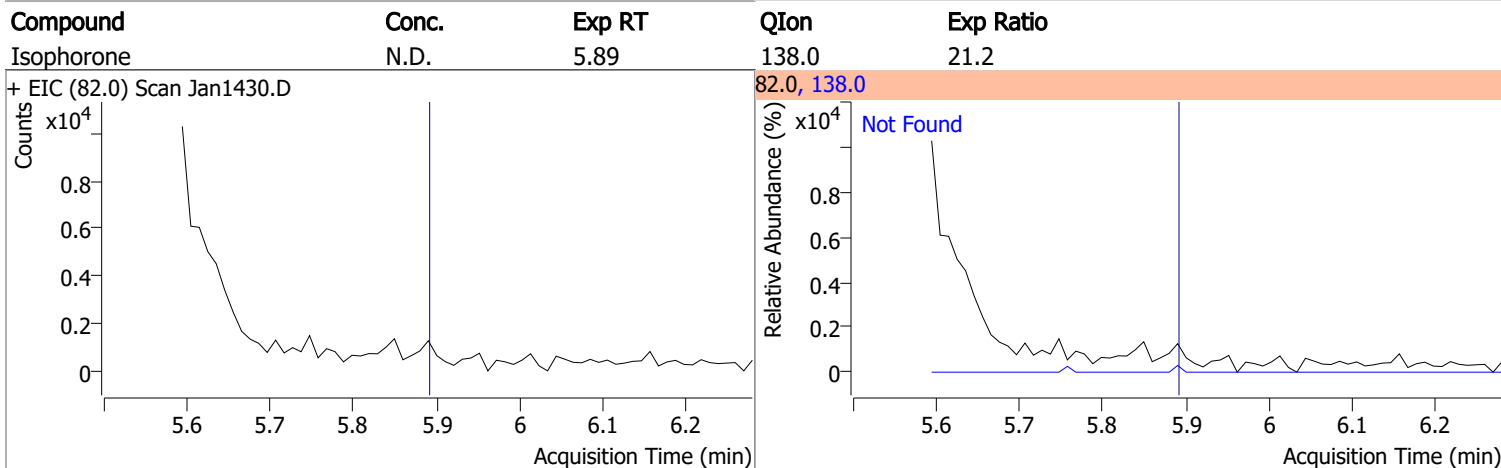 Compound Conc. Exp RT QIon Exp Ratio
Isophorone N.D. 5.89 138.0 21.2
+ EIC (82.0) Scan Jan1430.D
Counts
x10⁴
0.8
0.6
0.4
0.2
0
5.6 5.7 5.8 5.9 6 6.1 6.2
Acquisition Time (min)
82.0, 138.0
Relative Abundance (%)
x10⁴
Not Found
0.8
0.6
0.4
0.2
0
5.6 5.7 5.8 5.9 6 6.1 6.2
Acquisition Time (min)